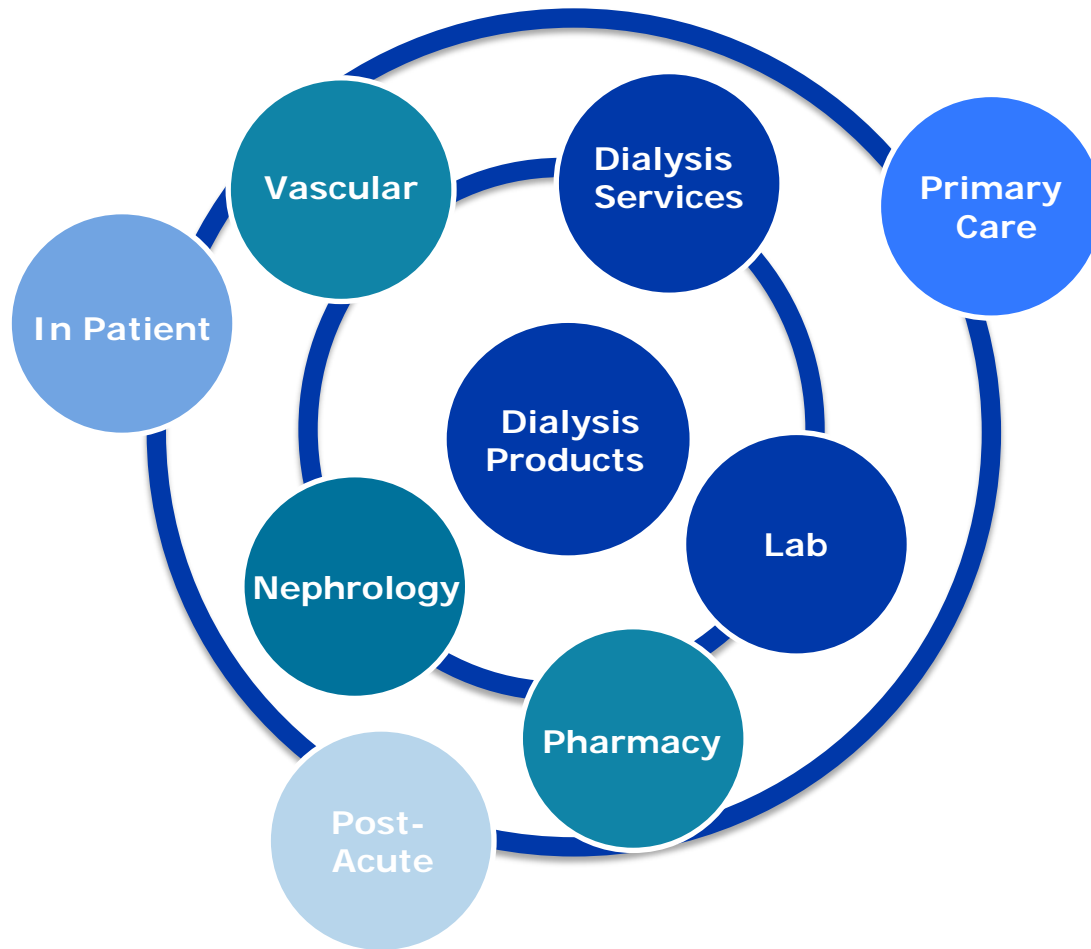 Vascular
Dialysis
Services
Primary
Care
In Patient
Dialysis
Products
Lab
Nephrology
Pharmacy
Post-
Acute